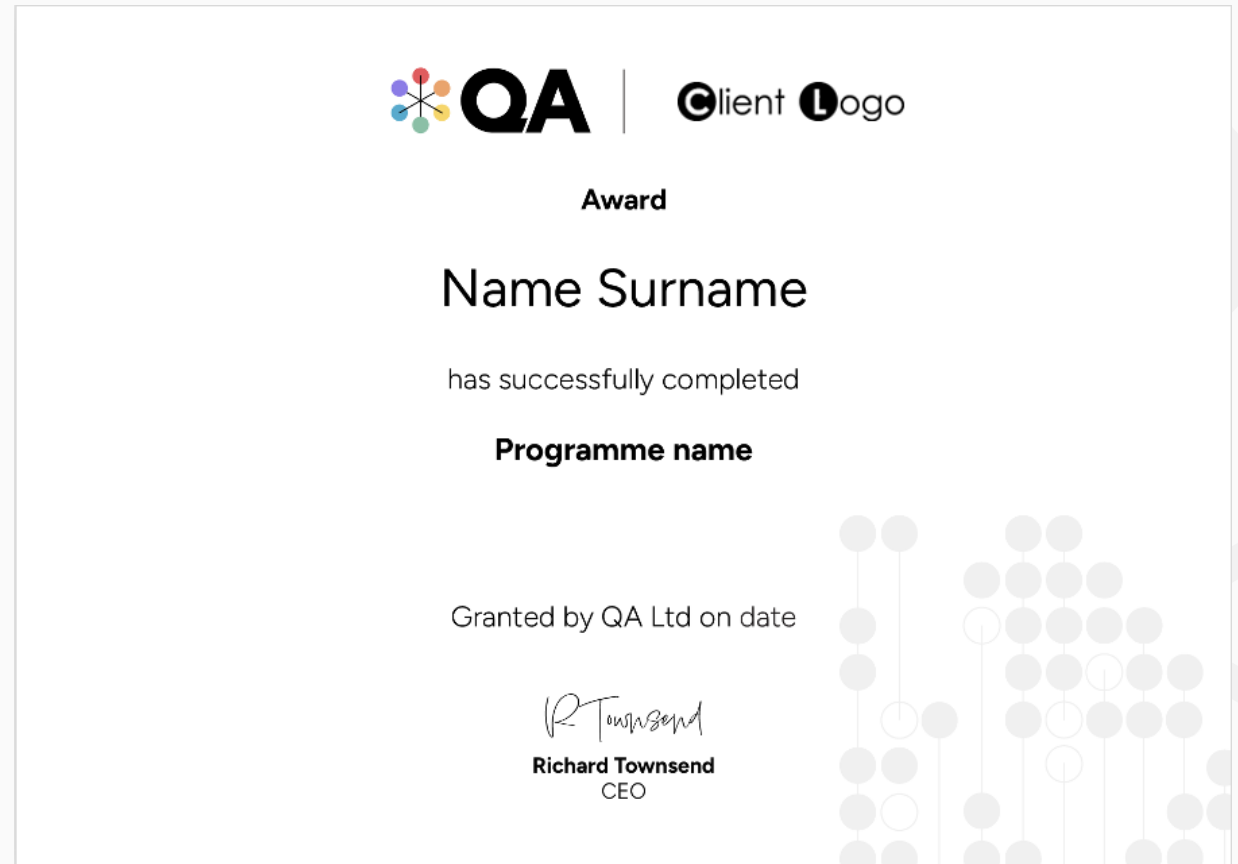 QA | Client Logo
Award
Name Surname
has successfully completed
Programme name
Granted by QA Ltd on date
R Townsend
Richard Townsend
CEO